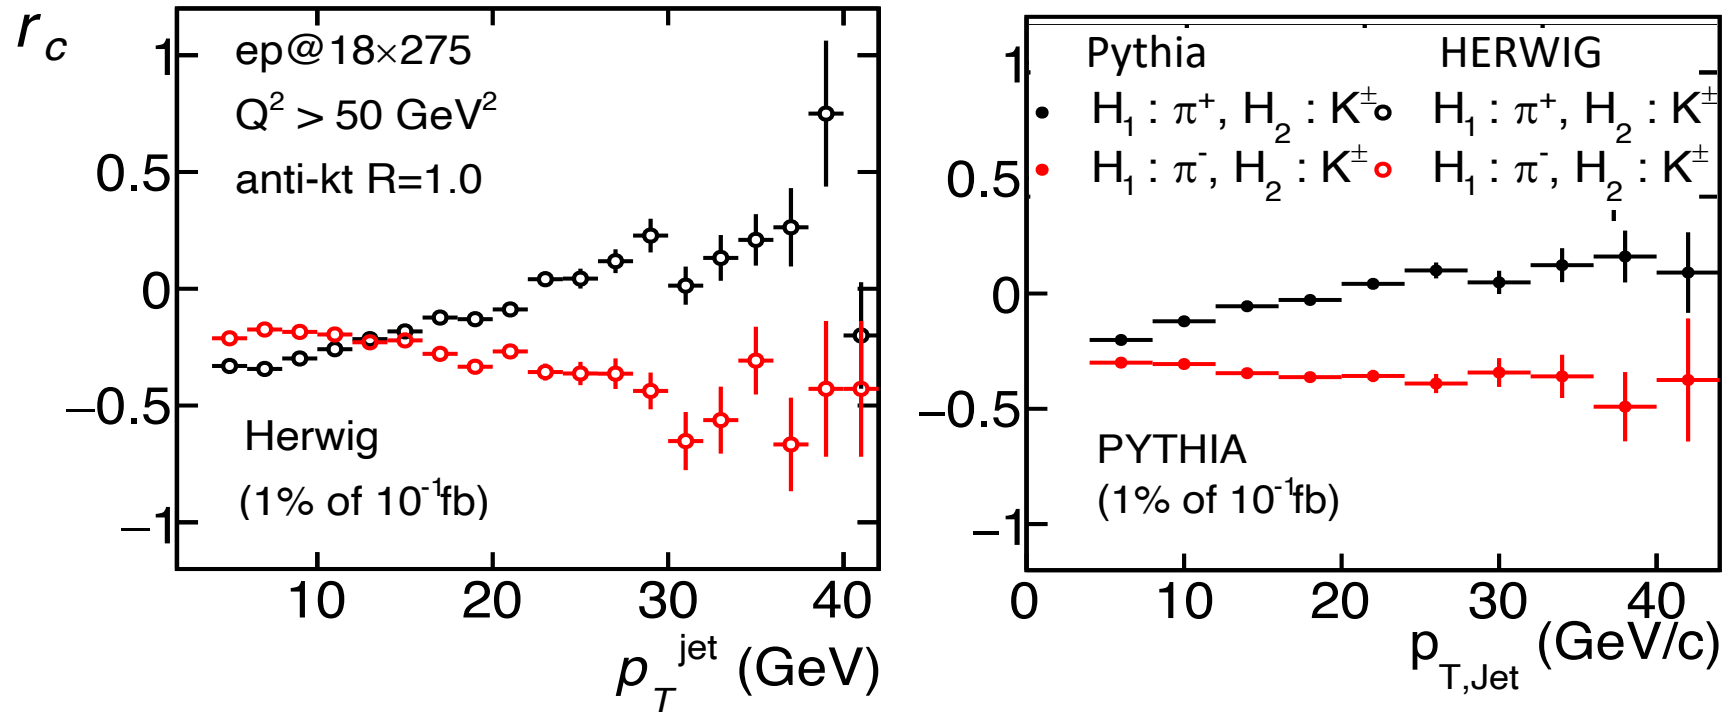 r_c
ep@18×275
Q² > 50 GeV²
anti-kt R=1.0
1
0.5
0
−0.5
−1
Herwig
(1% of 10⁻¹fb)
10 20 30 40
p_T^jet (GeV)
Pythia HERWIG
H₁ : π⁺, H₂ : K± H₁ : π⁺, H₂ : K±
H₁ : π⁻, H₂ : K± H₁ : π⁻, H₂ : K±
1
0.5
0
−0.5
−1
PYTHIA
(1% of 10⁻¹fb)
0 10 20 30 40
p_T,Jet (GeV/c)